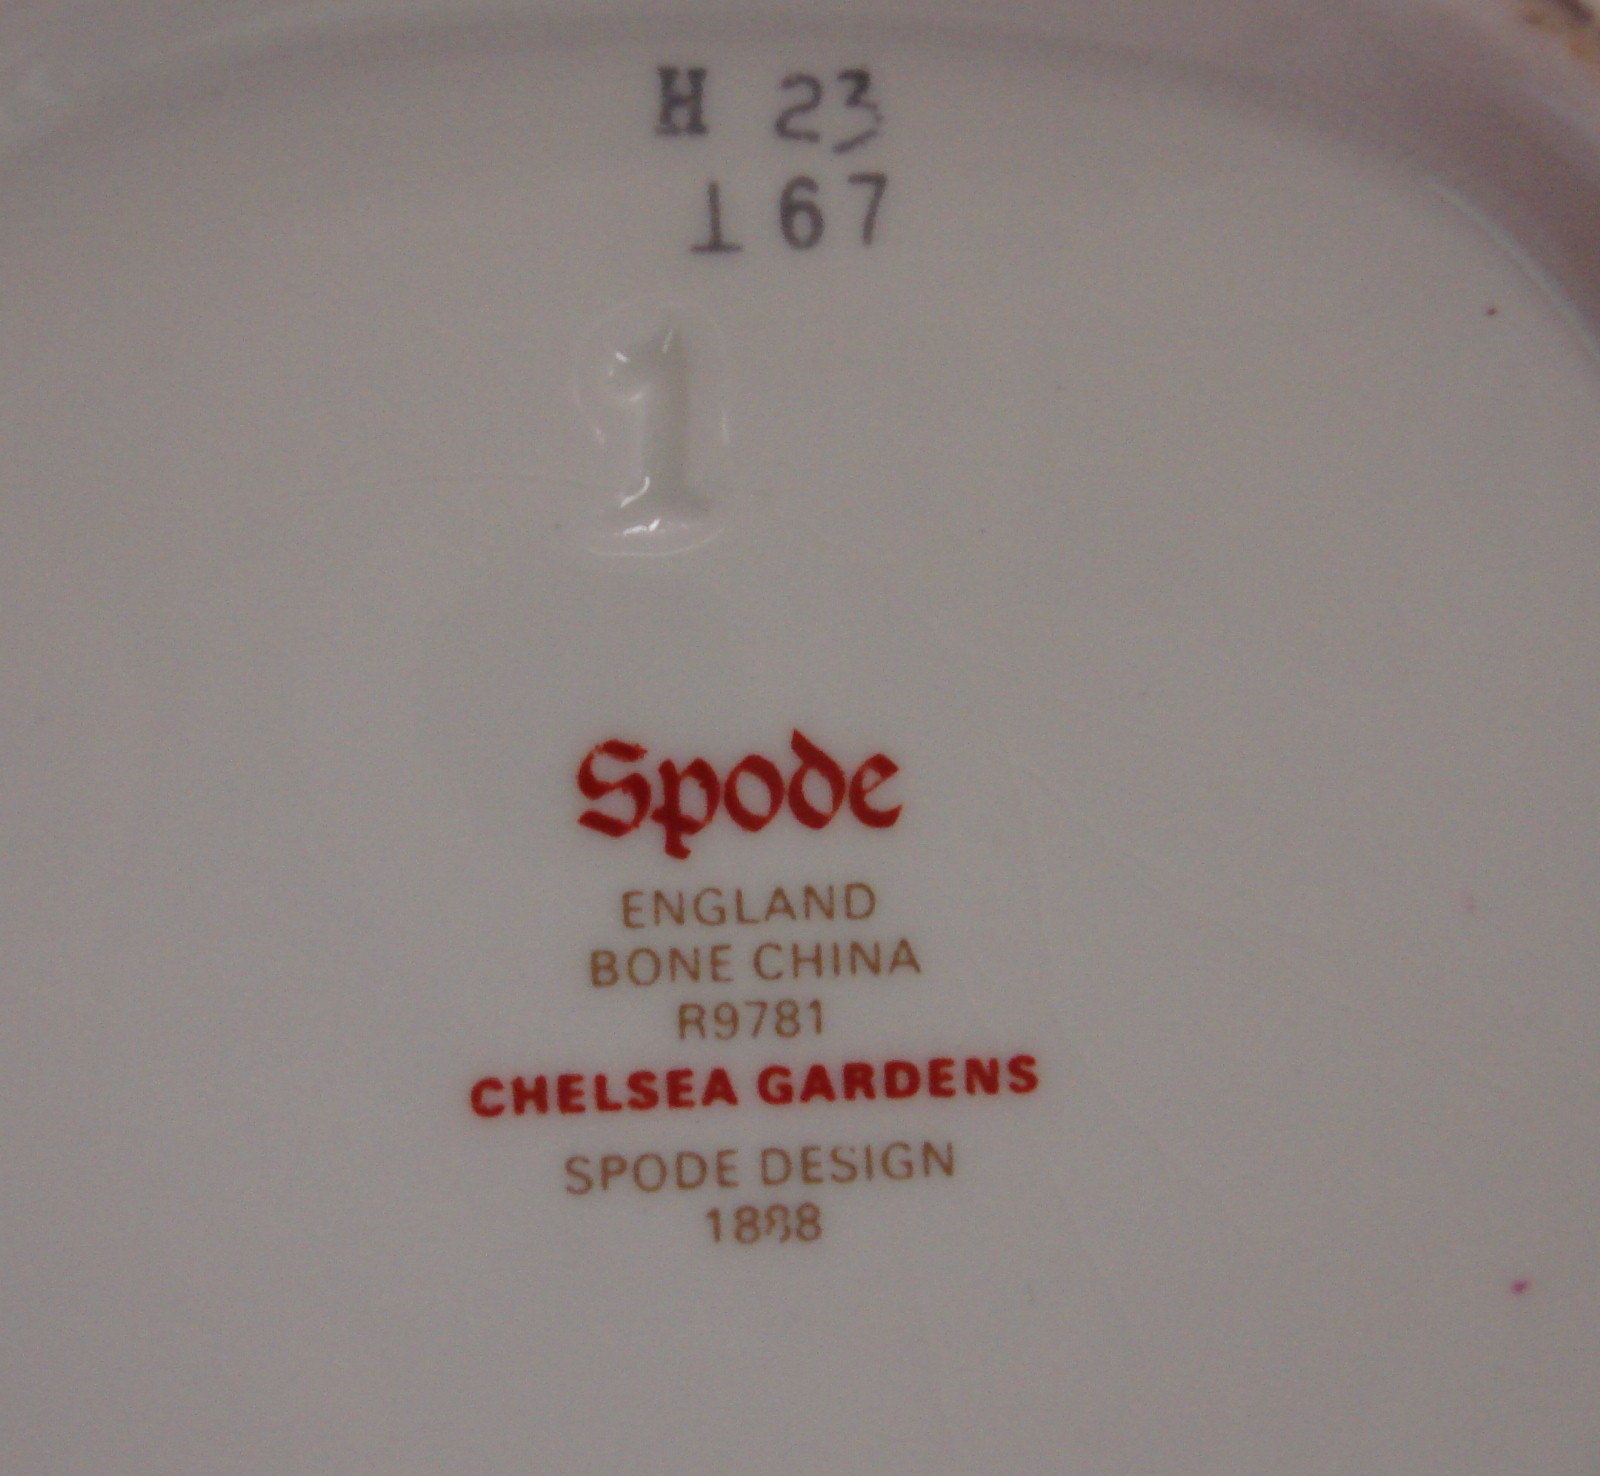 H 23
⊥ 67
1
Spode
ENGLAND
BONE CHINA
R9781
CHELSEA GARDENS
SPODE DESIGN
1888